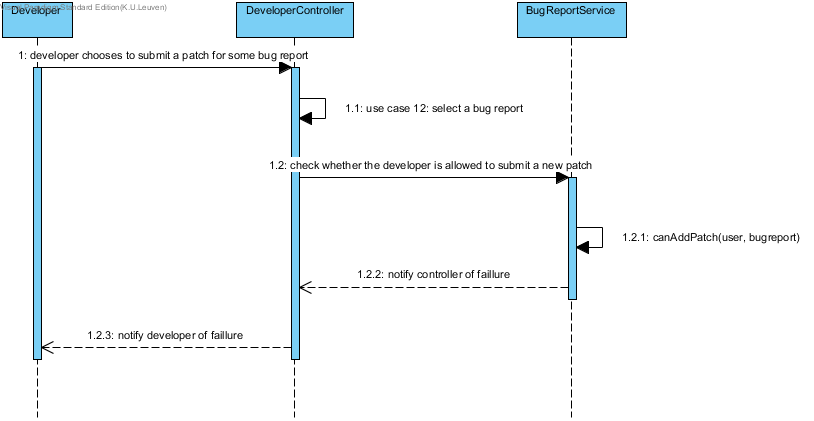 Standard Edition(K.U.Leuven)
Developer
DeveloperController
BugReportService
1: developer chooses to submit a patch for some bug report
1.1: use case 12: select a bug report
1.2: check whether the developer is allowed to submit a new patch
1.2.1: canAddPatch(user, bugreport)
1.2.2: notify controller of faillure
1.2.3: notify developer of faillure